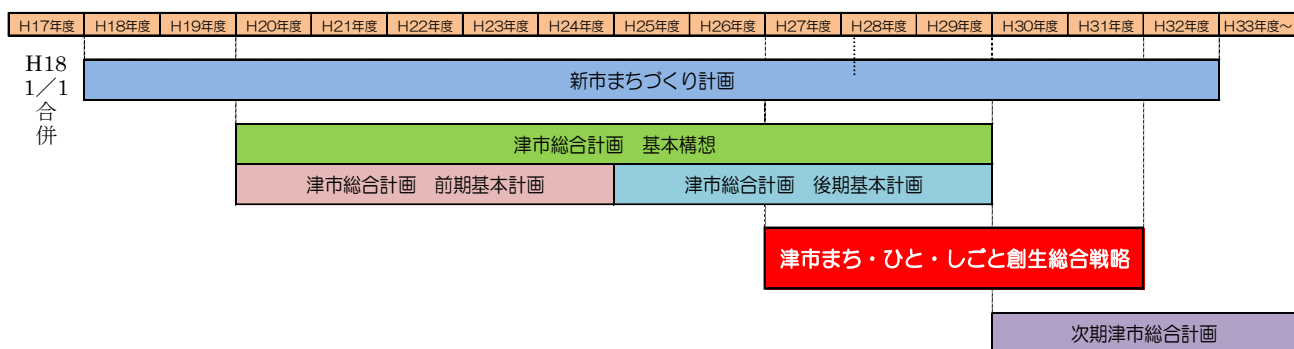 H17年度 H18年度 H19年度 H20年度 H21年度 H22年度 H23年度 H24年度 H25年度 H26年度 H27年度 H28年度 H29年度 H30年度 H31年度 H32年度 H33年度～
H18
1／1
合
併
新市まちづくり計画
津市総合計画　基本構想
津市総合計画　前期基本計画
津市総合計画　後期基本計画
津市まち・ひと・しごと創生総合戦略
次期津市総合計画